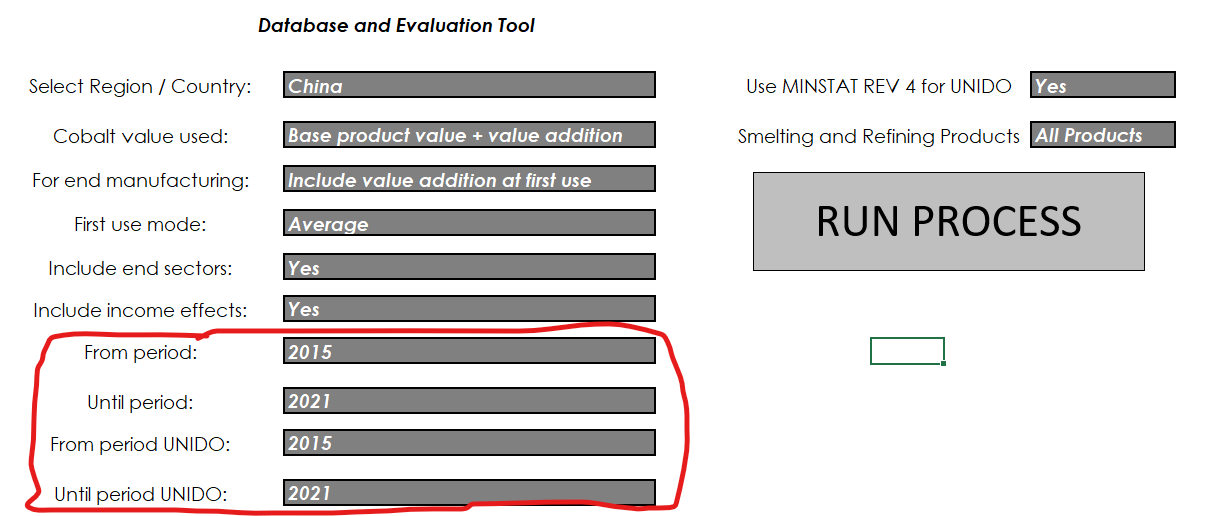 Database and Evaluation Tool
Select Region / Country: China
Use MINSTAT REV 4 for UNIDO Yes
Cobalt value used: Base product value + value addition
Smelting and Refining Products All Products
For end manufacturing: Include value addition at first use
First use mode: Average
RUN PROCESS
Include end sectors: Yes
Include income effects: Yes
From period: 2015
Until period: 2021
From period UNIDO: 2015
Until period UNIDO: 2021